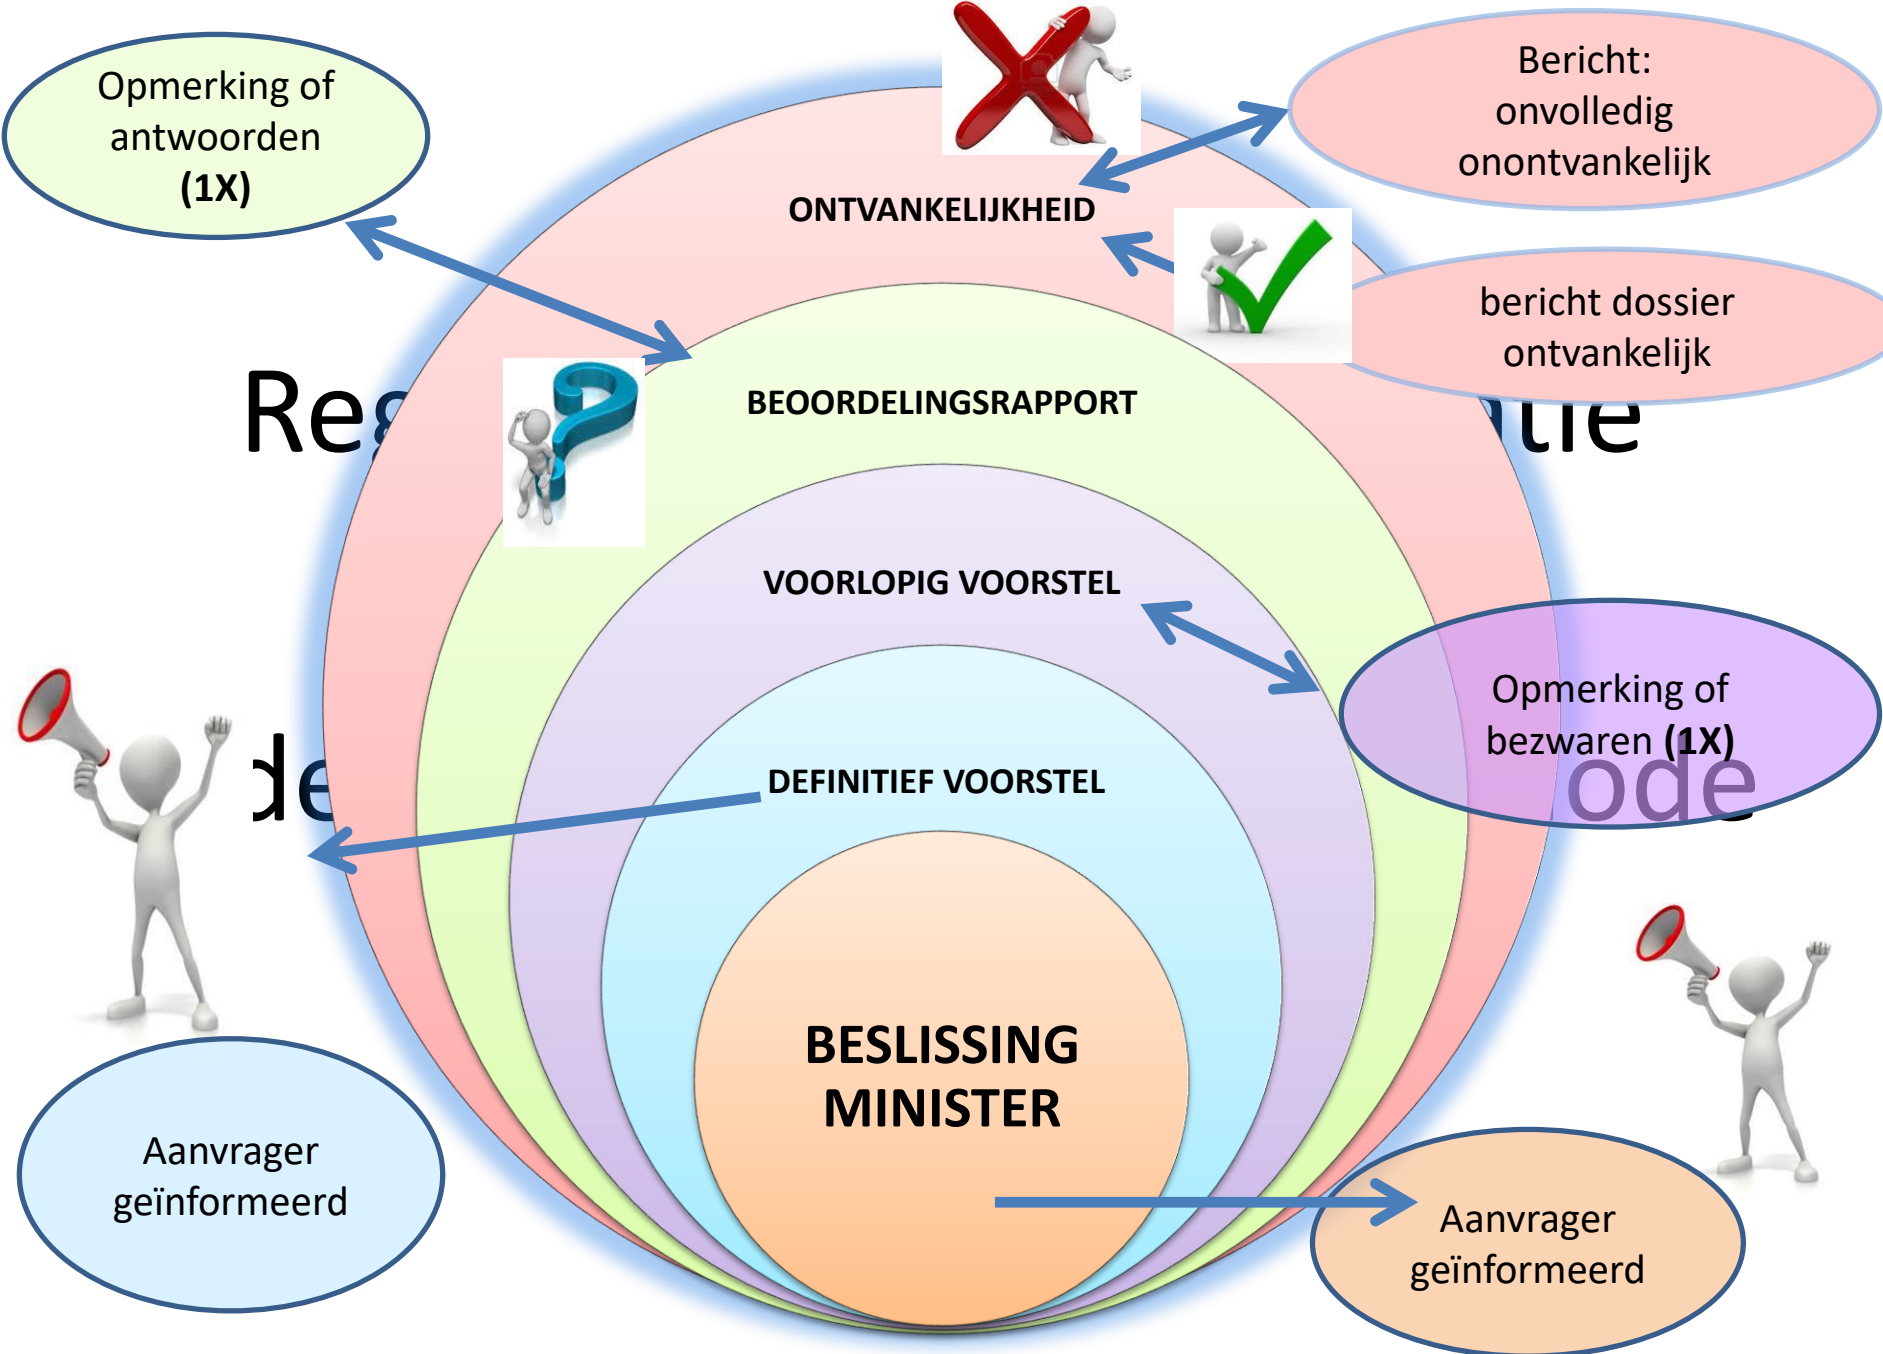 Opmerking of
antwoorden
(1X)
Bericht:
onvolledig
onontvankelijk
ONTVANKELIJKHEID
bericht dossier
ontvankelijk
BEOORDELINGSRAPPORT
VOORLOPIG VOORSTEL
Opmerking of
bezwaren (1X)
DEFINITIEF VOORSTEL
BESLISSING
MINISTER
Aanvrager
geïnformeerd
Aanvrager
geïnformeerd